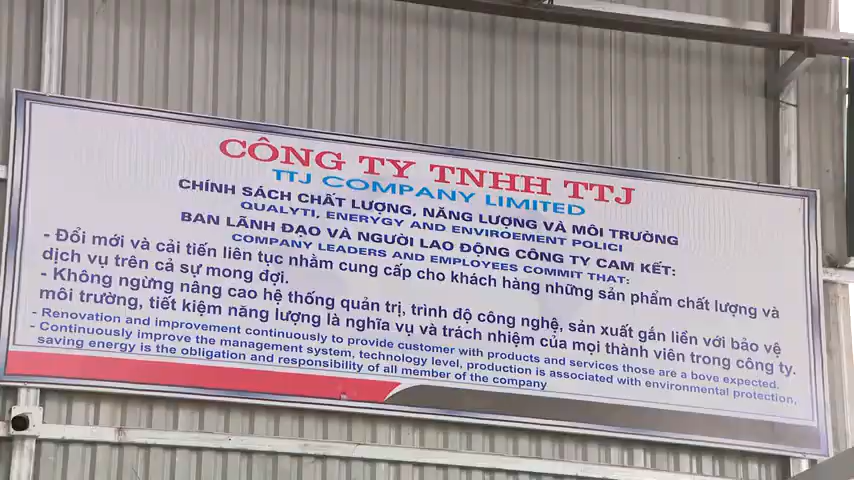 CÔNG TY TNHH TTJ
TTJ COMPANY LIMITED
CHÍNH SÁCH CHẤT LƯỢNG, NĂNG LƯỢNG VÀ MÔI TRƯỜNG
QUALYTI, ENERYGY AND ENVIROEMENT POLICI
BAN LÃNH ĐẠO VÀ NGƯỜI LAO ĐỘNG CÔNG TY CAM KẾT:
COMPANY LEADERS AND EMPLOYEES COMMIT THAT:
- Đổi mới và cải tiến liên tục nhằm cung cấp cho khách hàng những sản phẩm chất lượng và
dịch vụ trên cả sự mong đợi.
- Không ngừng nâng cao hệ thống quản trị, trình độ công nghệ, sản xuất gắn liền với bảo vệ
môi trường, tiết kiệm năng lượng là nghĩa vụ và trách nhiệm của mọi thành viên trong công ty.
- Renovation and improvement continuously to provide customer with products and services those are a bove expected.
- Continuously improve the management system, technology level, production is associated with environmental protection,
saving energy is the obligation and responsibility of all member of the company